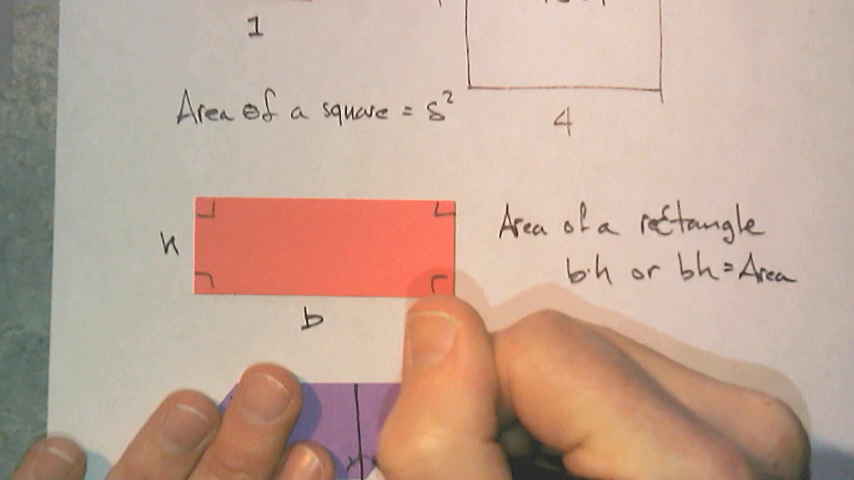 1
4
Area of a square = s²
h
b
Area of a rectangle
b·h or bh = Area